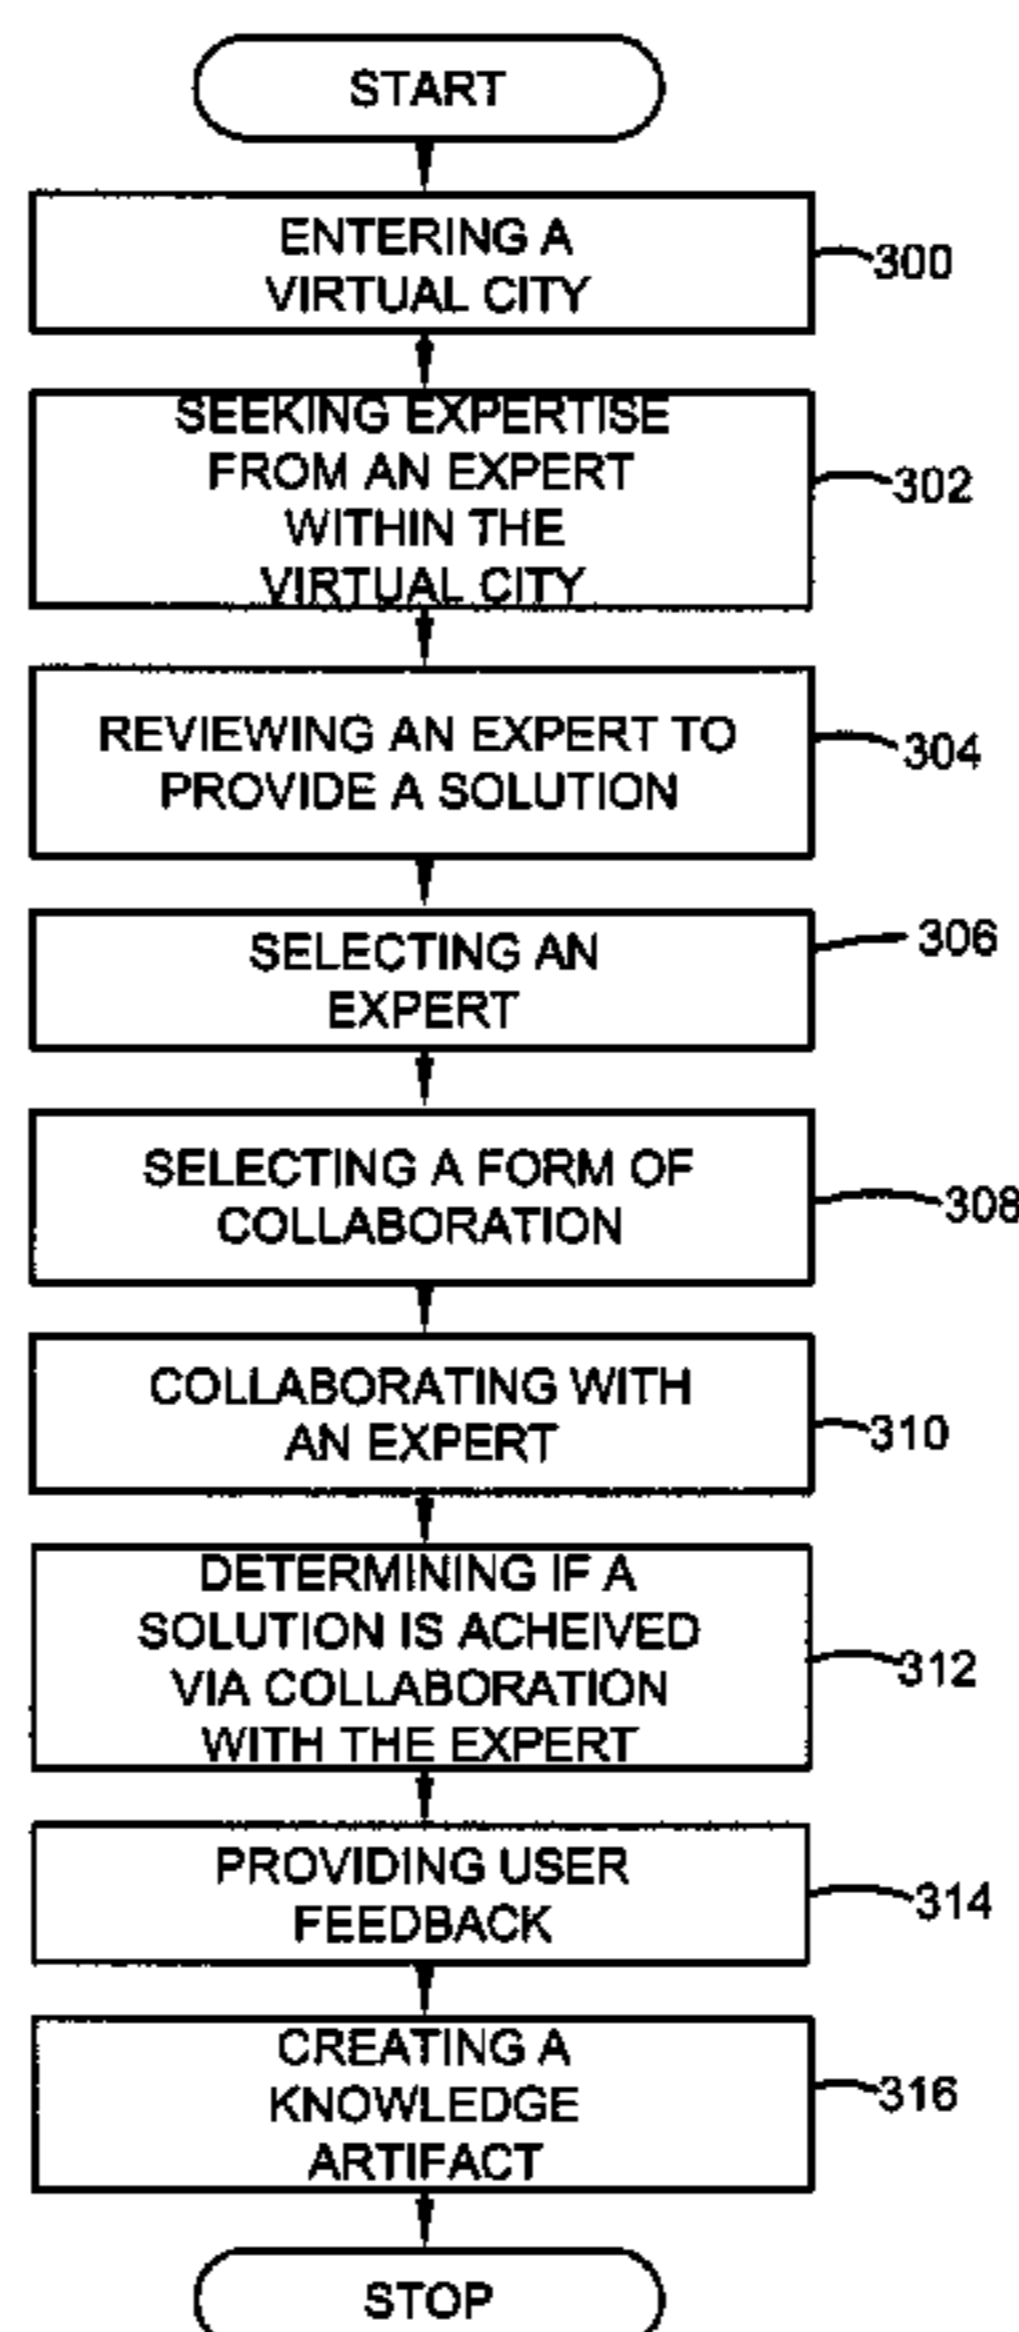 START
ENTERING A
VIRTUAL CITY
300
SEEKING EXPERTISE
FROM AN EXPERT
WITHIN THE
VIRTUAL CITY
302
REVIEWING AN EXPERT TO
PROVIDE A SOLUTION
304
SELECTING AN
EXPERT
306
SELECTING A FORM OF
COLLABORATION
308
COLLABORATING WITH
AN EXPERT
310
DETERMINING IF A
SOLUTION IS ACHEIVED
VIA COLLABORATION
WITH THE EXPERT
312
PROVIDING USER
FEEDBACK
314
CREATING A
KNOWLEDGE
ARTIFACT
316
STOP